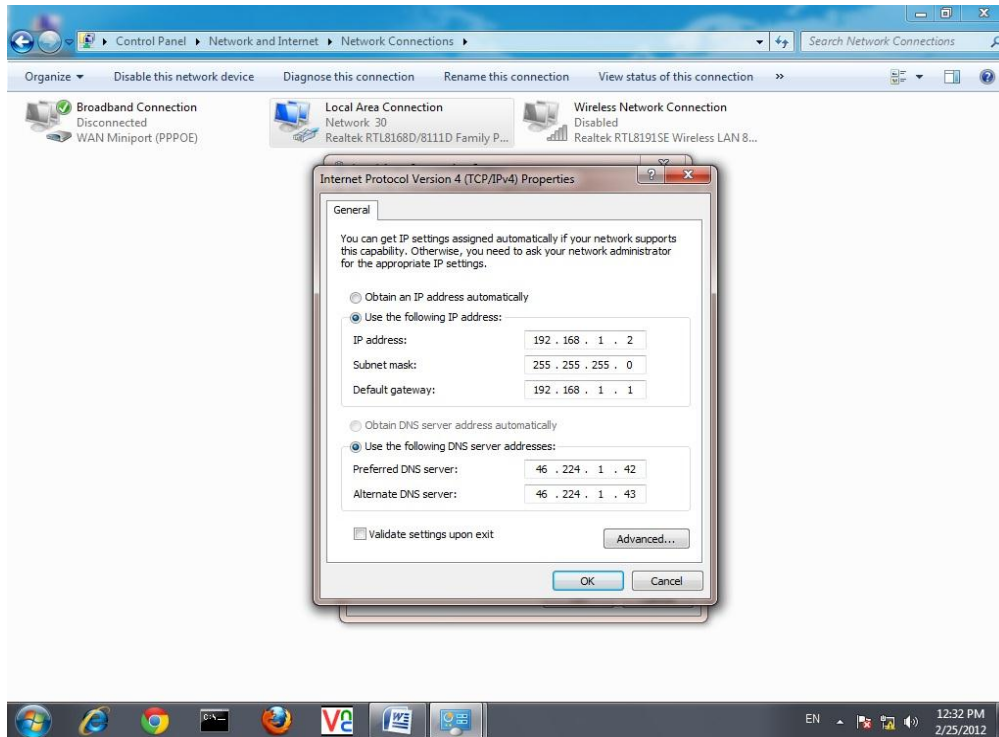 Control Panel Network and Internet Network Connections
Search Network Connections
Organize Disable this network device Diagnose this connection Rename this connection View status of this connection »
Broadband Connection
Disconnected
WAN Miniport (PPPOE)
Local Area Connection
Network 30
Realtek RTL8168D/8111D Family P...
Wireless Network Connection
Disabled
Realtek RTL8191SE Wireless LAN 8...
Internet Protocol Version 4 (TCP/IPv4) Properties
General
You can get IP settings assigned automatically if your network supports
this capability. Otherwise, you need to ask your network administrator
for the appropriate IP settings.
Obtain an IP address automatically
Use the following IP address:
IP address: 192 . 168 . 1 . 2
Subnet mask: 255 . 255 . 255 . 0
Default gateway: 192 . 168 . 1 . 1
Obtain DNS server address automatically
Use the following DNS server addresses:
Preferred DNS server: 46 . 224 . 1 . 42
Alternate DNS server: 46 . 224 . 1 . 43
Validate settings upon exit
Advanced...
OK Cancel
EN
12:32 PM
2/25/2012